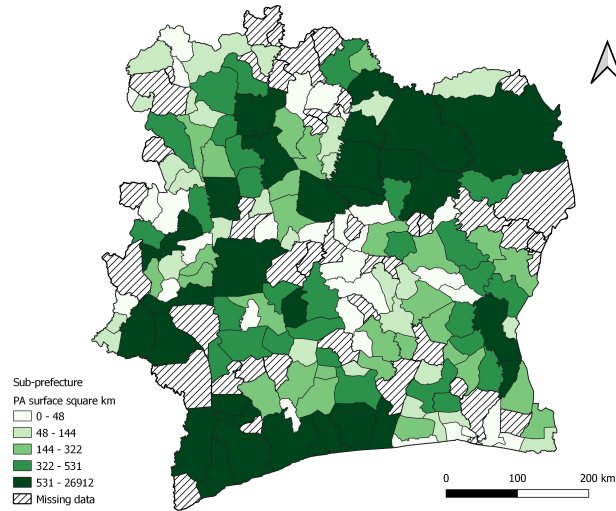 Sub-prefecture
PA surface square km
0 - 48
48 - 144
144 - 322
322 - 531
531 - 26912
Missing data
0 100 200 km